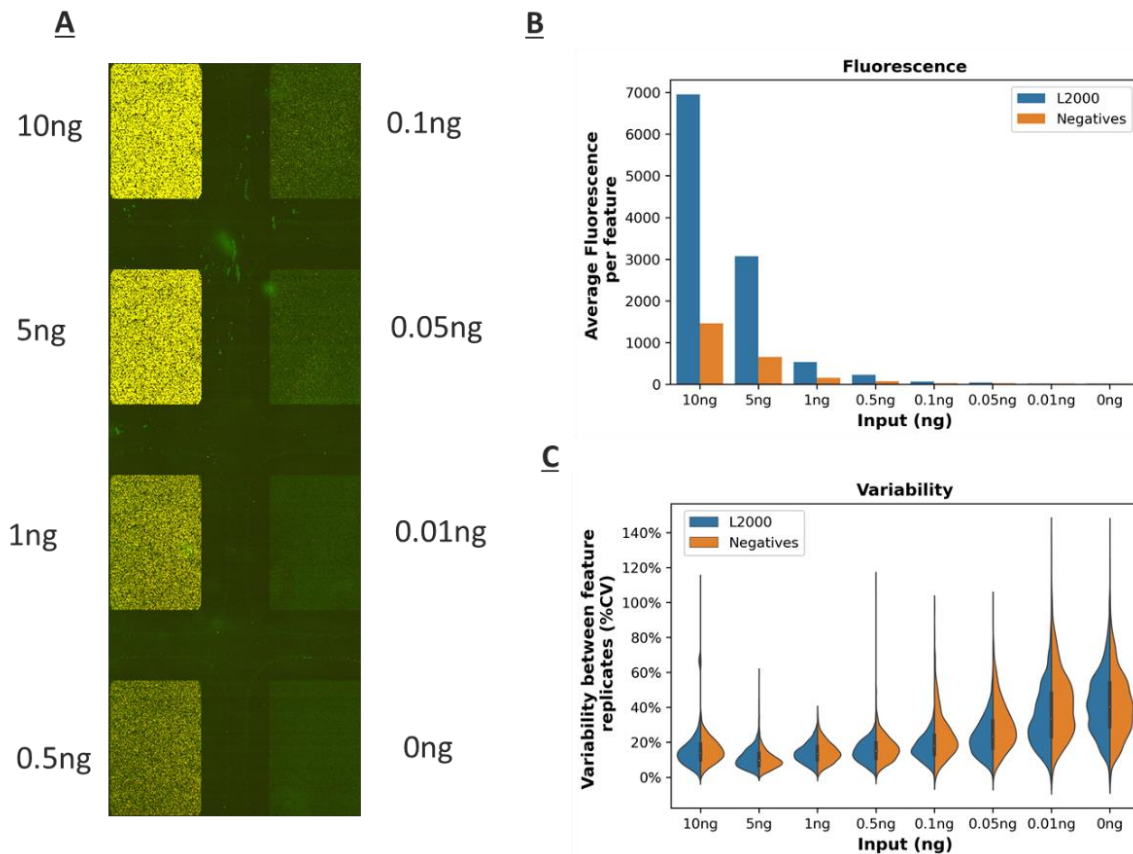 A
10ng
0.1ng
5ng
0.05ng
1ng
0.01ng
0.5ng
0ng
B
Fluorescence
Average Fluorescence
per feature
7000
6000
5000
4000
3000
2000
1000
0
L2000
Negatives
10ng 5ng 1ng 0.5ng 0.1ng 0.05ng 0.01ng 0ng
Input (ng)
C
Variability
Variability between feature
replicates (%CV)
140%
120%
100%
80%
60%
40%
20%
0%
L2000
Negatives
10ng 5ng 1ng 0.5ng 0.1ng 0.05ng 0.01ng 0ng
Input (ng)